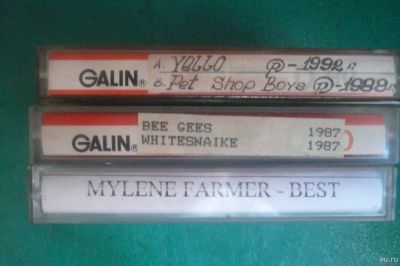 A. YELLO ℗-1992 г.
GALIN® B. Pet Shop Boys ℗-1988 г.
BEE GEES 1987
GALIN® WHITESNAIKE 1987
MYLENE FARMER - BEST
au.ru